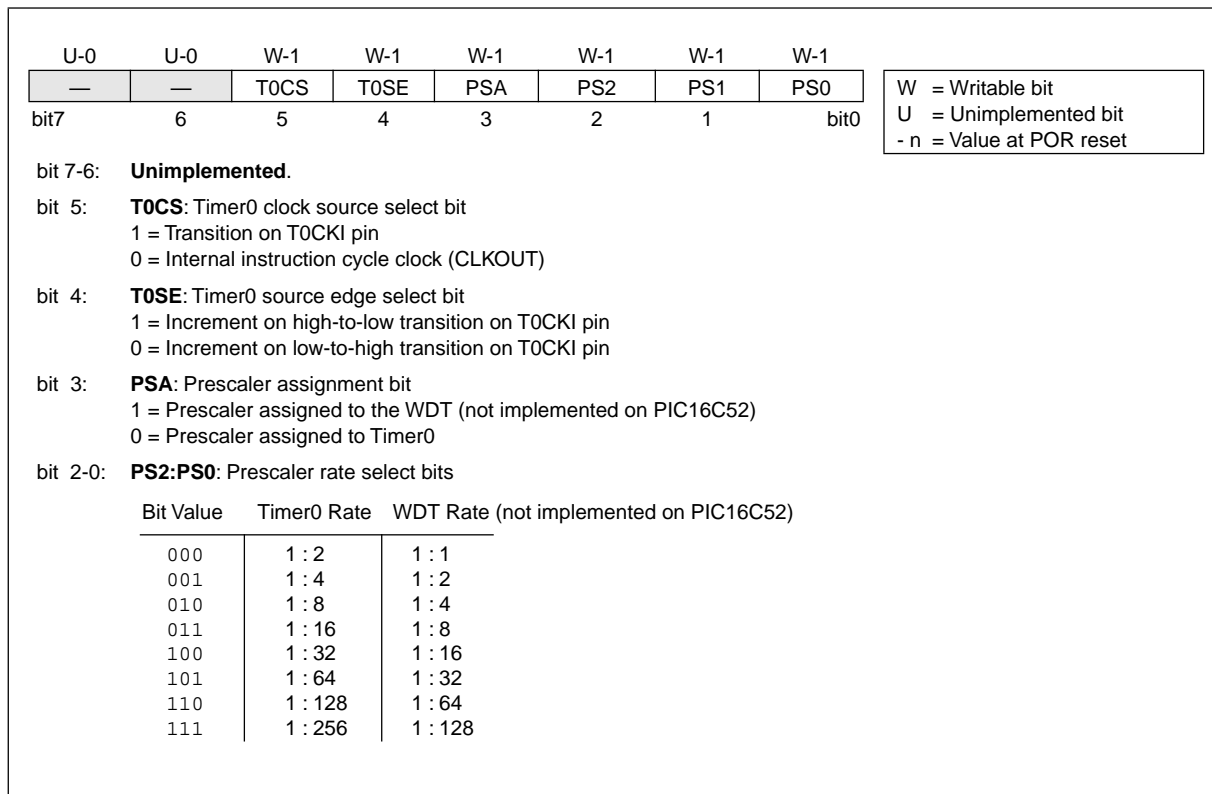 U-0 U-0 W-1 W-1 W-1 W-1 W-1 W-1
— — T0CS T0SE PSA PS2 PS1 PS0
bit7 6 5 4 3 2 1 bit0
W = Writable bit
U = Unimplemented bit
- n = Value at POR reset
bit 7-6: Unimplemented.
bit 5: T0CS: Timer0 clock source select bit
1 = Transition on T0CKI pin
0 = Internal instruction cycle clock (CLKOUT)
bit 4: T0SE: Timer0 source edge select bit
1 = Increment on high-to-low transition on T0CKI pin
0 = Increment on low-to-high transition on T0CKI pin
bit 3: PSA: Prescaler assignment bit
1 = Prescaler assigned to the WDT (not implemented on PIC16C52)
0 = Prescaler assigned to Timer0
bit 2-0: PS2:PS0: Prescaler rate select bits
Bit Value Timer0 Rate WDT Rate (not implemented on PIC16C52)
000 1 : 2 1 : 1
001 1 : 4 1 : 2
010 1 : 8 1 : 4
011 1 : 16 1 : 8
100 1 : 32 1 : 16
101 1 : 64 1 : 32
110 1 : 128 1 : 64
111 1 : 256 1 : 128